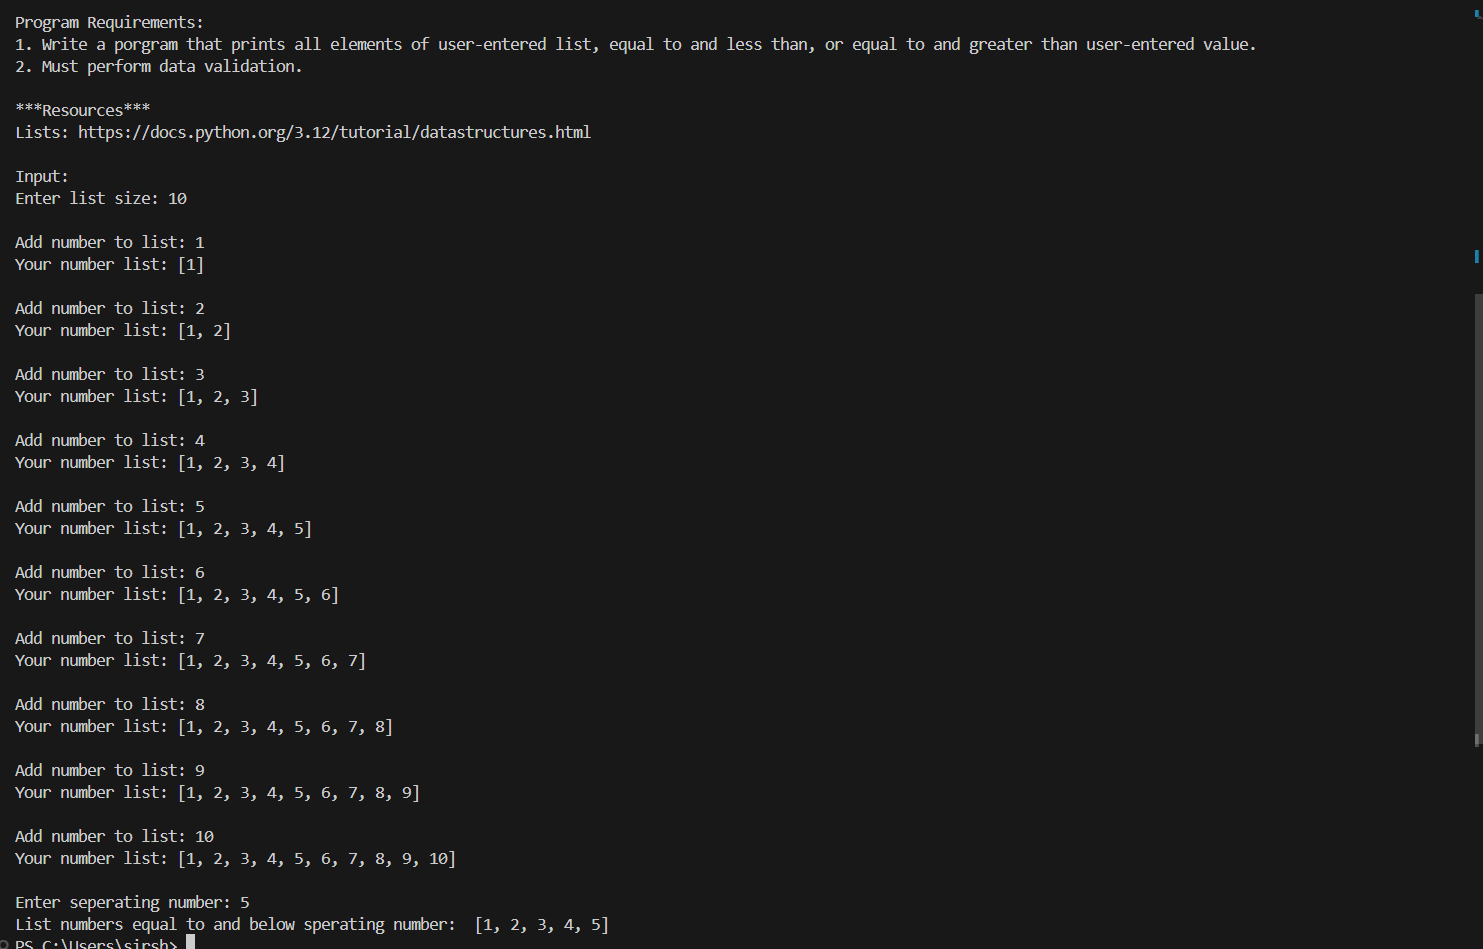 Program Requirements:
1. Write a porgram that prints all elements of user-entered list, equal to and less than, or equal to and greater than user-entered value.
2. Must perform data validation.
***Resources***
Lists: https://docs.python.org/3.12/tutorial/datastructures.html
Input:
Enter list size: 10
Add number to list: 1
Your number list: [1]
Add number to list: 2
Your number list: [1, 2]
Add number to list: 3
Your number list: [1, 2, 3]
Add number to list: 4
Your number list: [1, 2, 3, 4]
Add number to list: 5
Your number list: [1, 2, 3, 4, 5]
Add number to list: 6
Your number list: [1, 2, 3, 4, 5, 6]
Add number to list: 7
Your number list: [1, 2, 3, 4, 5, 6, 7]
Add number to list: 8
Your number list: [1, 2, 3, 4, 5, 6, 7, 8]
Add number to list: 9
Your number list: [1, 2, 3, 4, 5, 6, 7, 8, 9]
Add number to list: 10
Your number list: [1, 2, 3, 4, 5, 6, 7, 8, 9, 10]
Enter seperating number: 5
List numbers equal to and below sperating number:  [1, 2, 3, 4, 5]
PS C:\Users\sirsh>